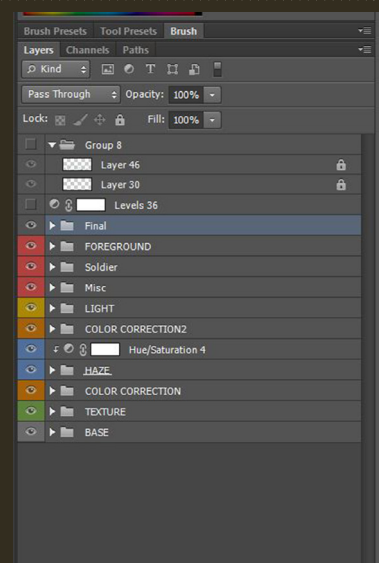 Brush Presets Tool Presets Brush
Layers Channels Paths
Kind T
Pass Through Opacity: 100%
Lock: Fill: 100%
Group 8
Layer 46
Layer 30
Levels 36
Final
FOREGROUND
Soldier
Misc
LIGHT
COLOR CORRECTION2
Hue/Saturation 4
HAZE
COLOR CORRECTION
TEXTURE
BASE